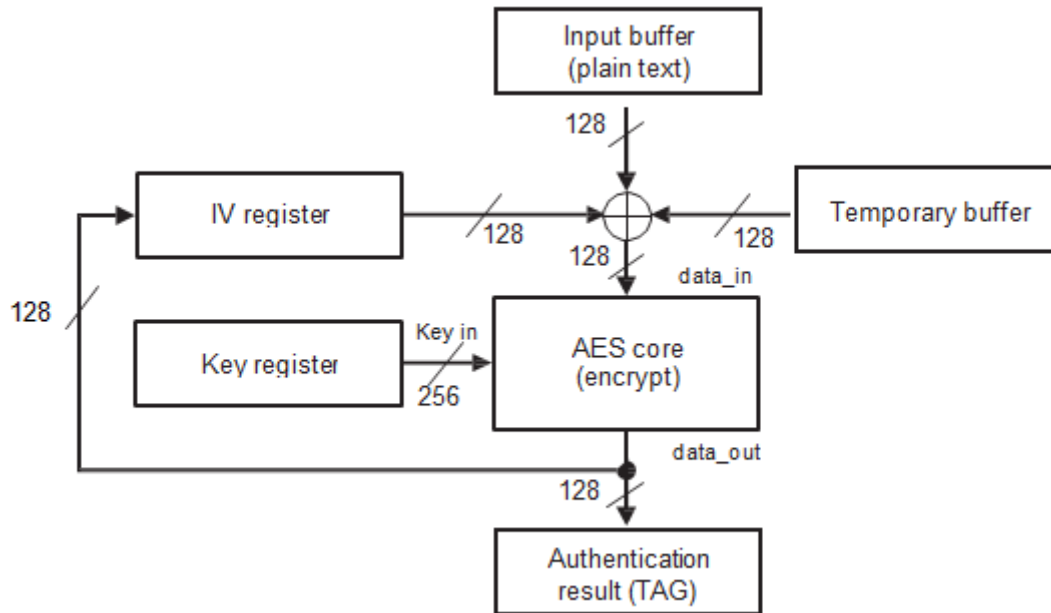 Input buffer
(plain text)
128
IV register
128
128
Temporary buffer
128
data_in
128
Key register
Key in
256
AES core
(encrypt)
data_out
128
Authentication
result (TAG)